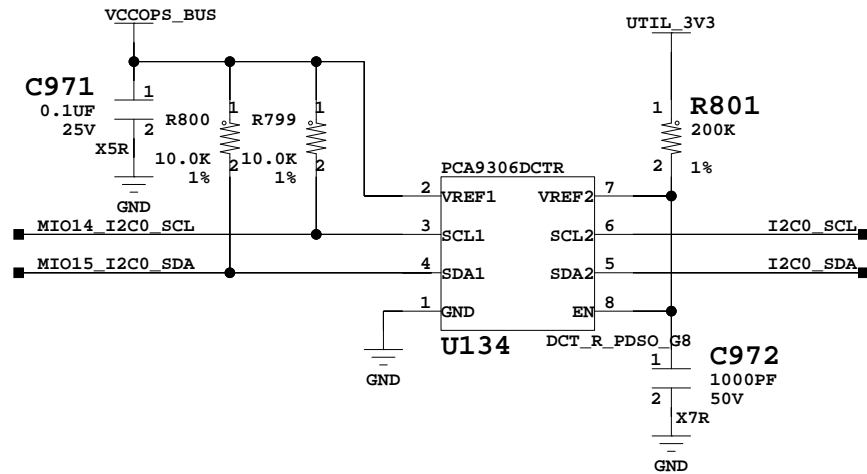 VCCOPS_BUS
UTIL_3V3
C971
0.1UF
25V
X5R
1
2
GND
R800
10.0K
1%
1
2
R799
10.0K
1%
1
2
R801
200K
1%
1
2
PCA9306DCTR
2 VREF1
VREF2 7
MIO14_I2C0_SCL
3 SCL1
SCL2 6
I2C0_SCL
MIO15_I2C0_SDA
4 SDA1
SDA2 5
I2C0_SDA
1 GND
EN 8
GND
U134
DCT_R_PDSO_G8
C972
1000PF
50V
X7R
1
2
GND